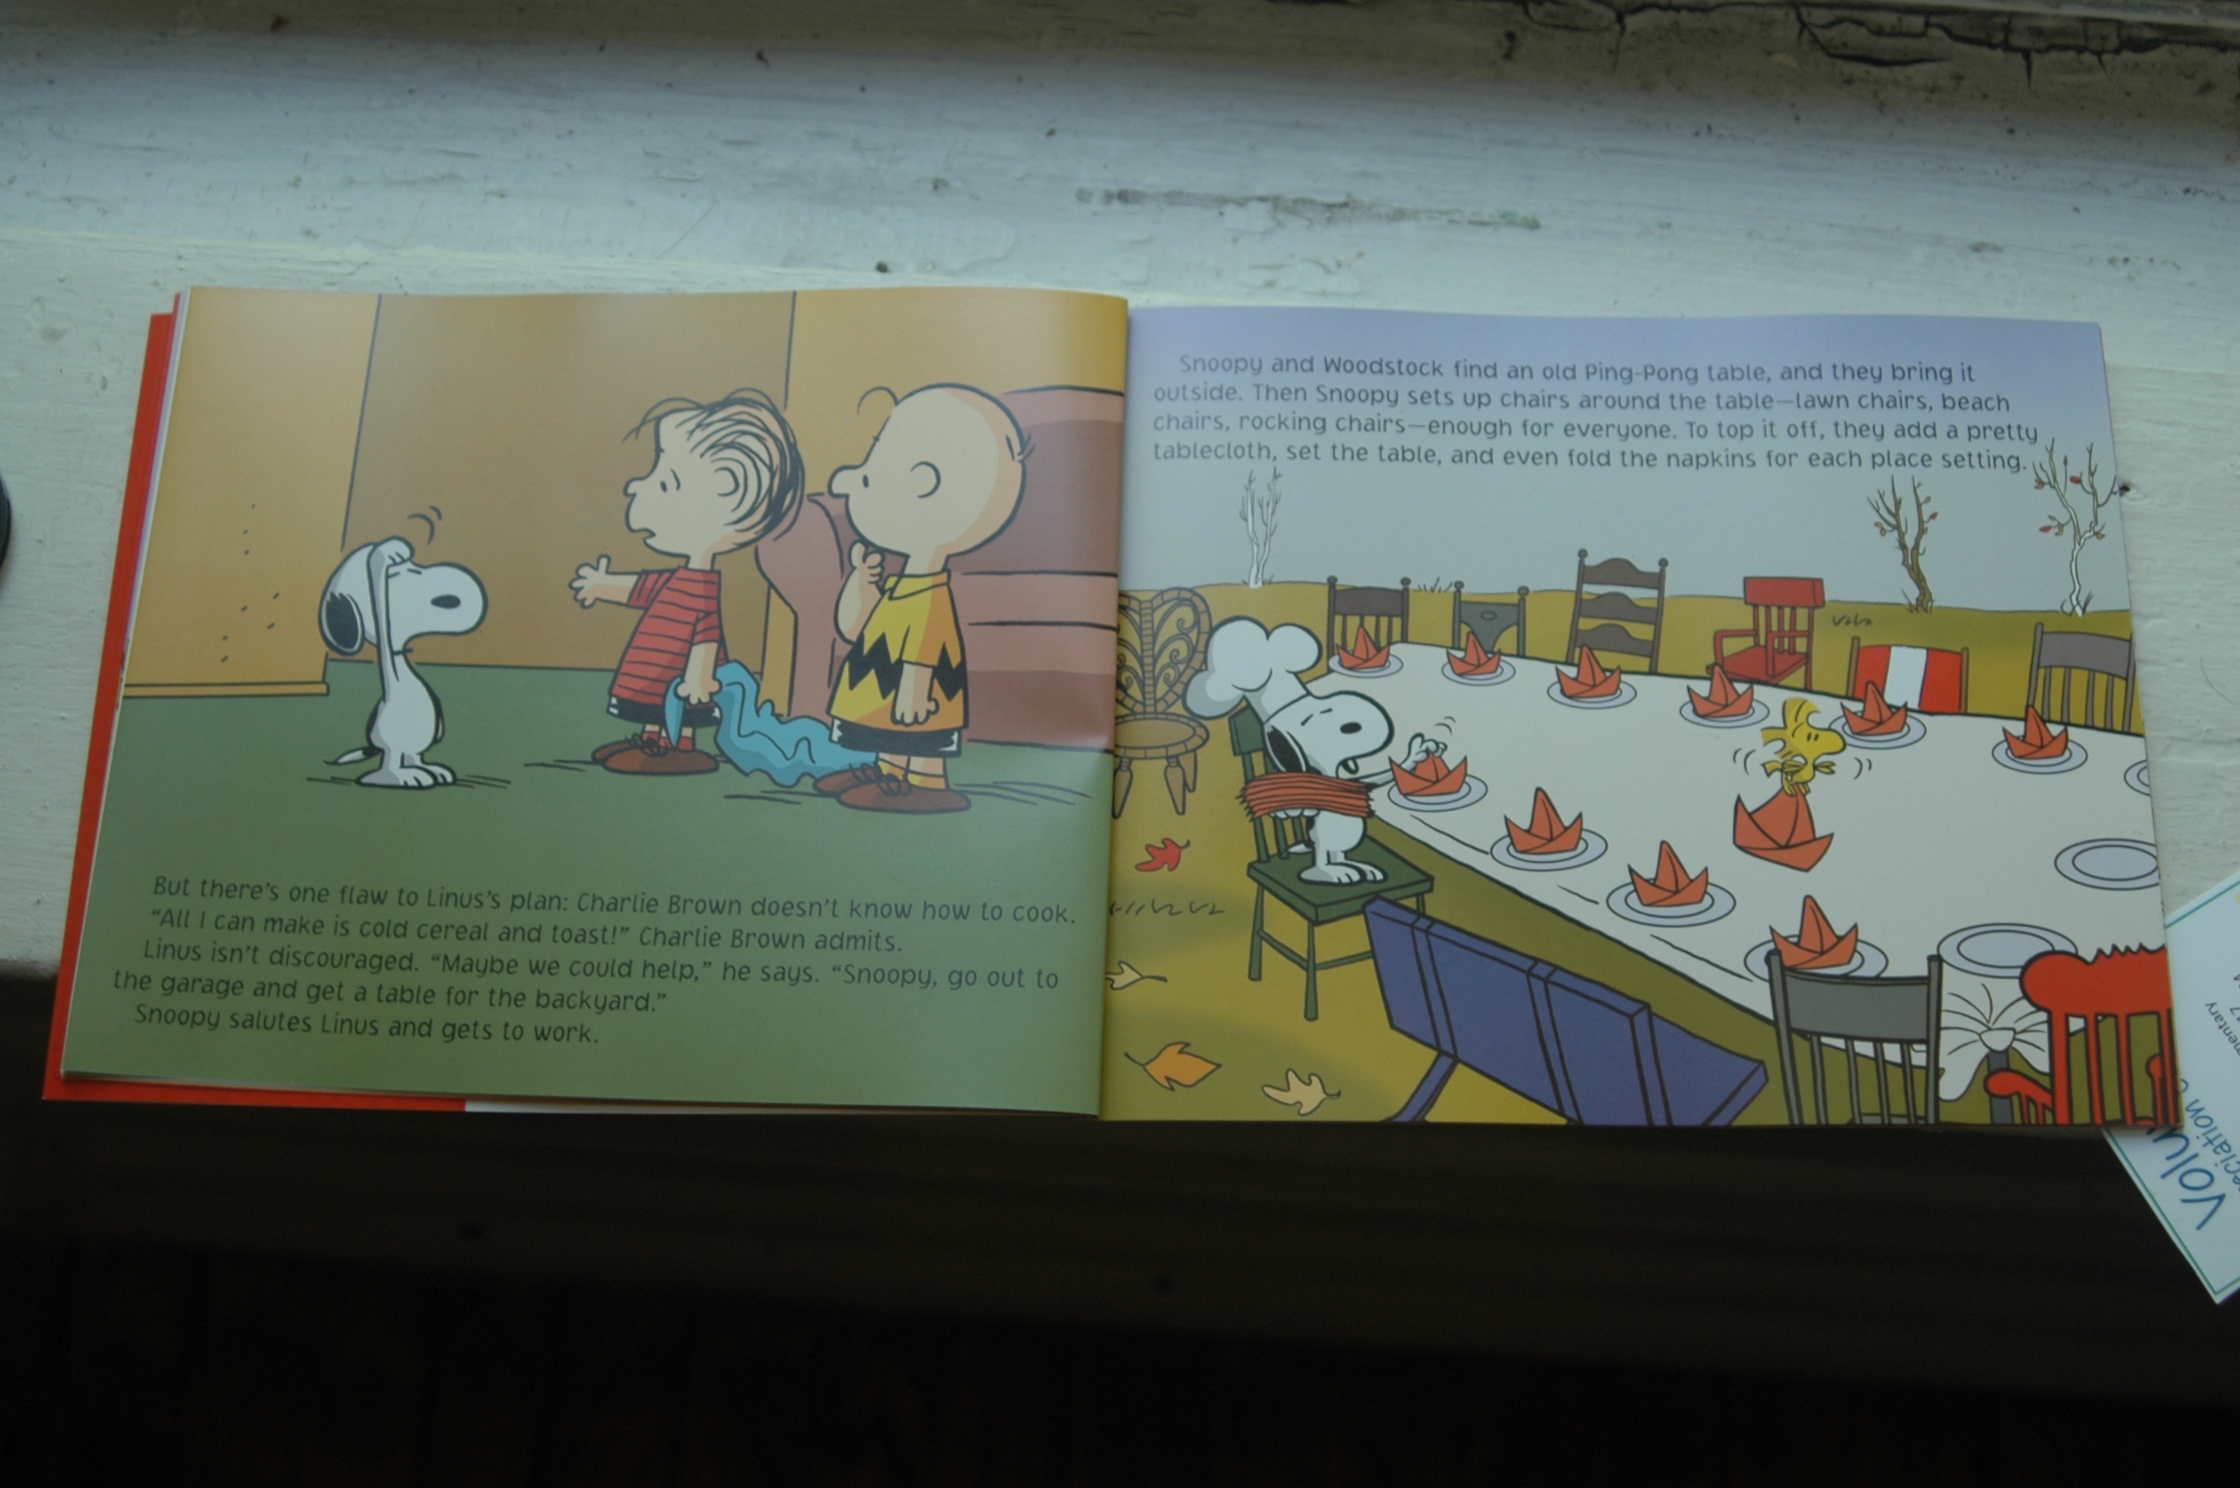 But there's one flaw to Linus's plan: Charlie Brown doesn't know how to cook.
“All I can make is cold cereal and toast!” Charlie Brown admits.
Linus isn't discouraged. “Maybe we could help,” he says. “Snoopy, go out to
the garage and get a table for the backyard.”
Snoopy salutes Linus and gets to work.
Snoopy and Woodstock find an old Ping-Pong table, and they bring it
outside. Then Snoopy sets up chairs around the table—lawn chairs, beach
chairs, rocking chairs—enough for everyone. To top it off, they add a pretty
tablecloth, set the table, and even fold the napkins for each place setting.